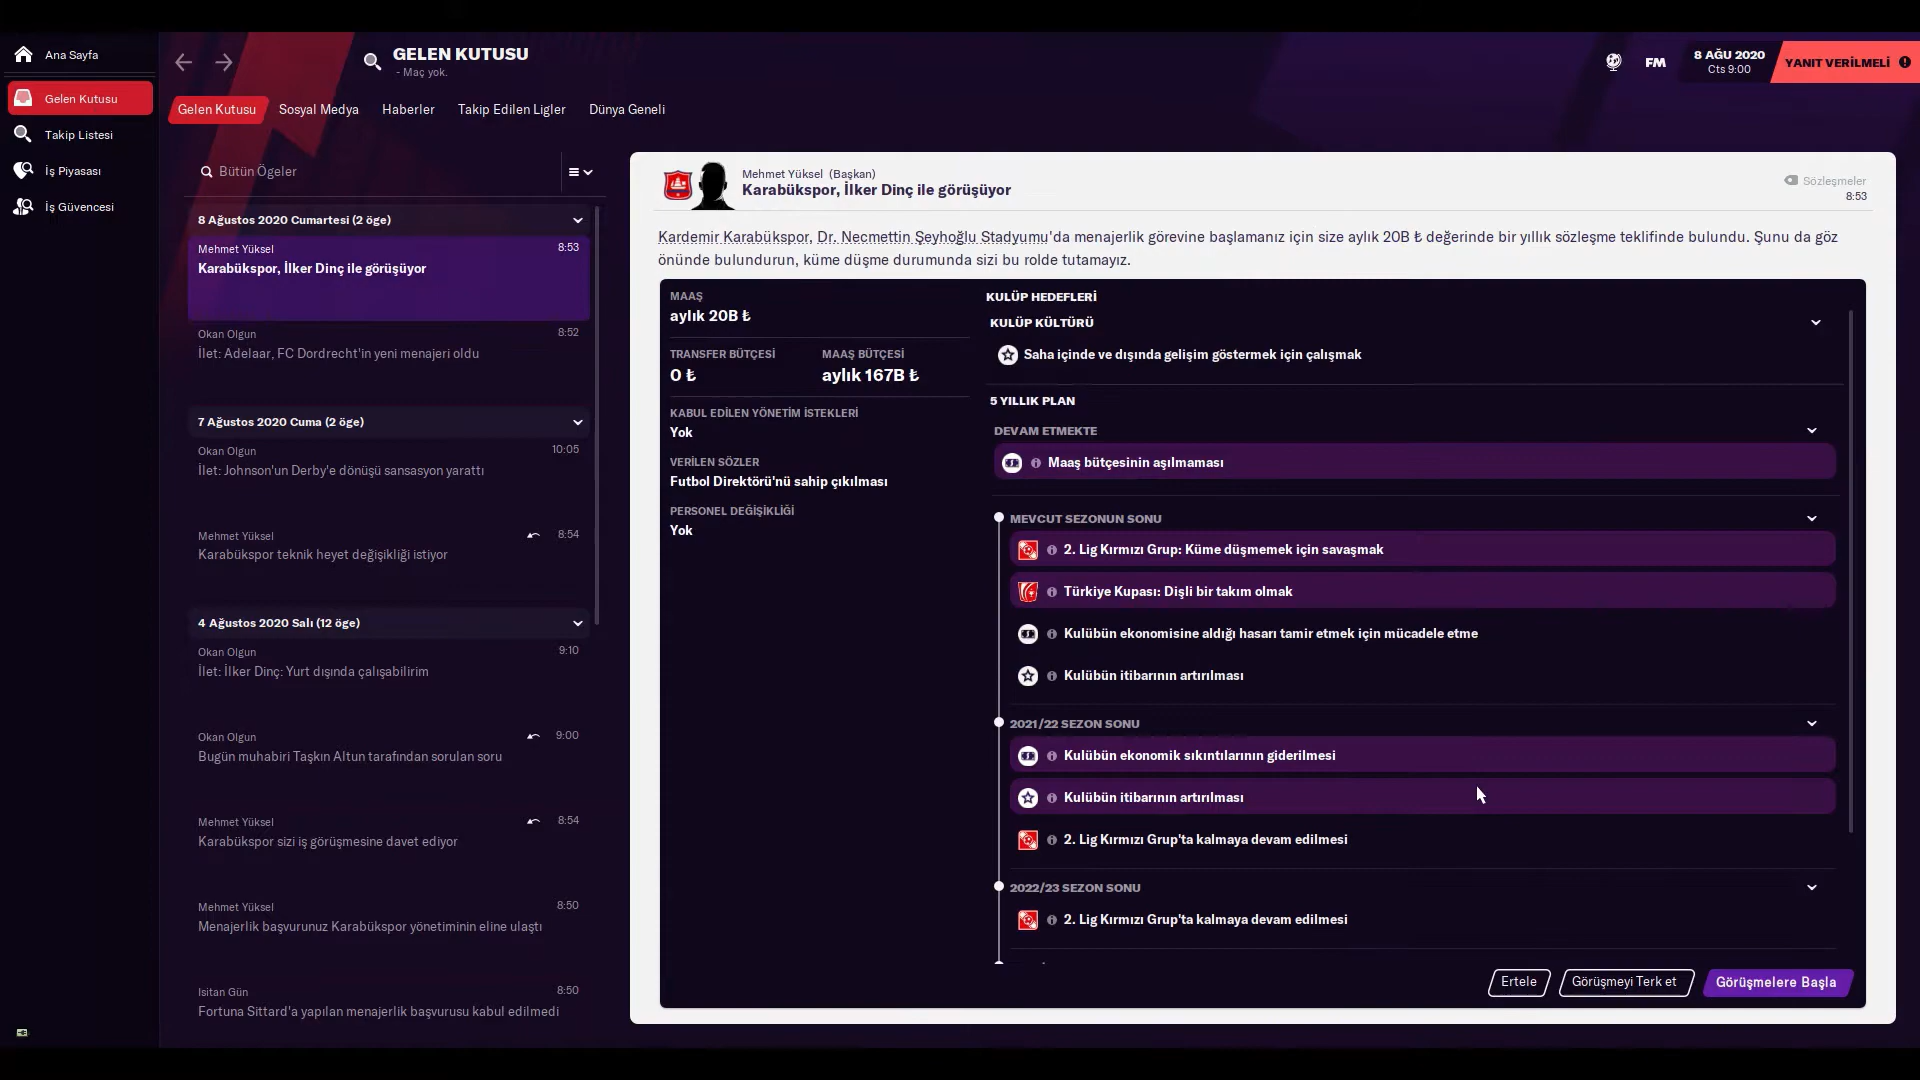 Ana Sayfa
Gelen Kutusu
Takip Listesi
İş Piyasası
İş Güvencesi
GELEN KUTUSU
- Maç yok.
FM
8 AĞU 2020
Cts 9:00
YANIT VERİLMELİ
Gelen Kutusu
Sosyal Medya
Haberler
Takip Edilen Ligler
Dünya Geneli
Bütün Ögeler
8 Ağustos 2020 Cumartesi (2 öge)
Mehmet Yüksel 8:53
Karabükspor, İlker Dinç ile görüşüyor
Okan Olgun 8:52
İlet: Adelaar, FC Dordrecht'in yeni menajeri oldu
7 Ağustos 2020 Cuma (2 öge)
Okan Olgun 10:05
İlet: Johnson'un Derby'e dönüşü sansasyon yarattı
Mehmet Yüksel 8:54
Karabükspor teknik heyet değişikliği istiyor
4 Ağustos 2020 Salı (12 öge)
Okan Olgun 9:10
İlet: İlker Dinç: Yurt dışında çalışabilirim
Okan Olgun 9:00
Bugün muhabiri Taşkın Altun tarafından sorulan soru
Mehmet Yüksel 8:54
Karabükspor sizi iş görüşmesine davet ediyor
Mehmet Yüksel 8:50
Menajerlik başvurunuz Karabükspor yönetiminin eline ulaştı
Isitan Gün 8:50
Fortuna Sittard'a yapılan menajerlik başvurusu kabul edilmedi
Mehmet Yüksel (Başkan)
Karabükspor, İlker Dinç ile görüşüyor
Sözleşmeler
8:53
Kardemir Karabükspor, Dr. Necmettin Şeyhoğlu Stadyumu'da menajerlik görevine başlamanız için size aylık 20B ₺ değerinde bir yıllık sözleşme teklifinde bulundu. Şunu da göz
önünde bulundurun, küme düşme durumunda sizi bu rolde tutamayız.
MAAŞ
aylık 20B ₺
TRANSFER BÜTÇESİ MAAŞ BÜTÇESİ
0 ₺ aylık 167B ₺
KABUL EDİLEN YÖNETİM İSTEKLERİ
Yok
VERİLEN SÖZLER
Futbol Direktörü'nü sahip çıkılması
PERSONEL DEĞİŞİKLİĞİ
Yok
KULÜP HEDEFLERİ
KULÜP KÜLTÜRÜ
Saha içinde ve dışında gelişim göstermek için çalışmak
5 YILLIK PLAN
DEVAM ETMEKTE
Maaş bütçesinin aşılmaması
MEVCUT SEZONUN SONU
2. Lig Kırmızı Grup: Küme düşmemek için savaşmak
Türkiye Kupası: Dişli bir takım olmak
Kulübün ekonomisine aldığı hasarı tamir etmek için mücadele etme
Kulübün itibarının artırılması
2021/22 SEZON SONU
Kulübün ekonomik sıkıntılarının giderilmesi
Kulübün itibarının artırılması
2. Lig Kırmızı Grup'ta kalmaya devam edilmesi
2022/23 SEZON SONU
2. Lig Kırmızı Grup'ta kalmaya devam edilmesi
Ertele
Görüşmeyi Terk et
Görüşmelere Başla